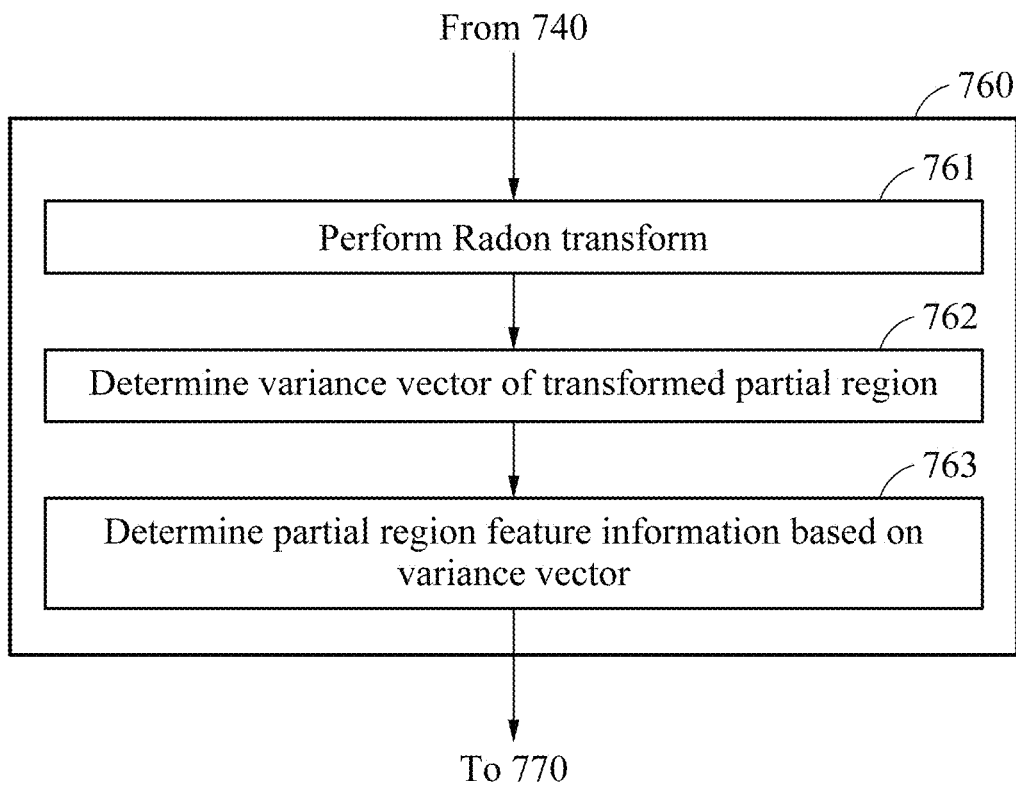 From 740
760
761
Perform Radon transform
762
Determine variance vector of transformed partial region
763
Determine partial region feature information based on
variance vector
To 770